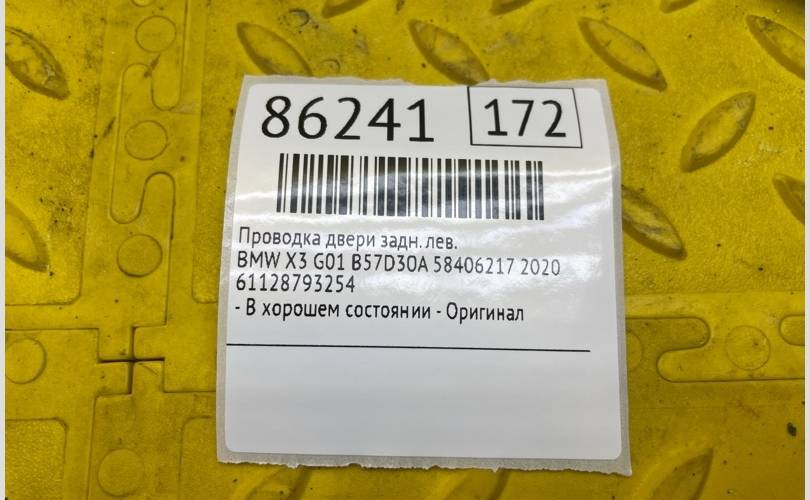 86241 172
Проводка двери задн. лев.
BMW X3 G01 B57D30A 58406217 2020
61128793254
- В хорошем состоянии - Оригинал